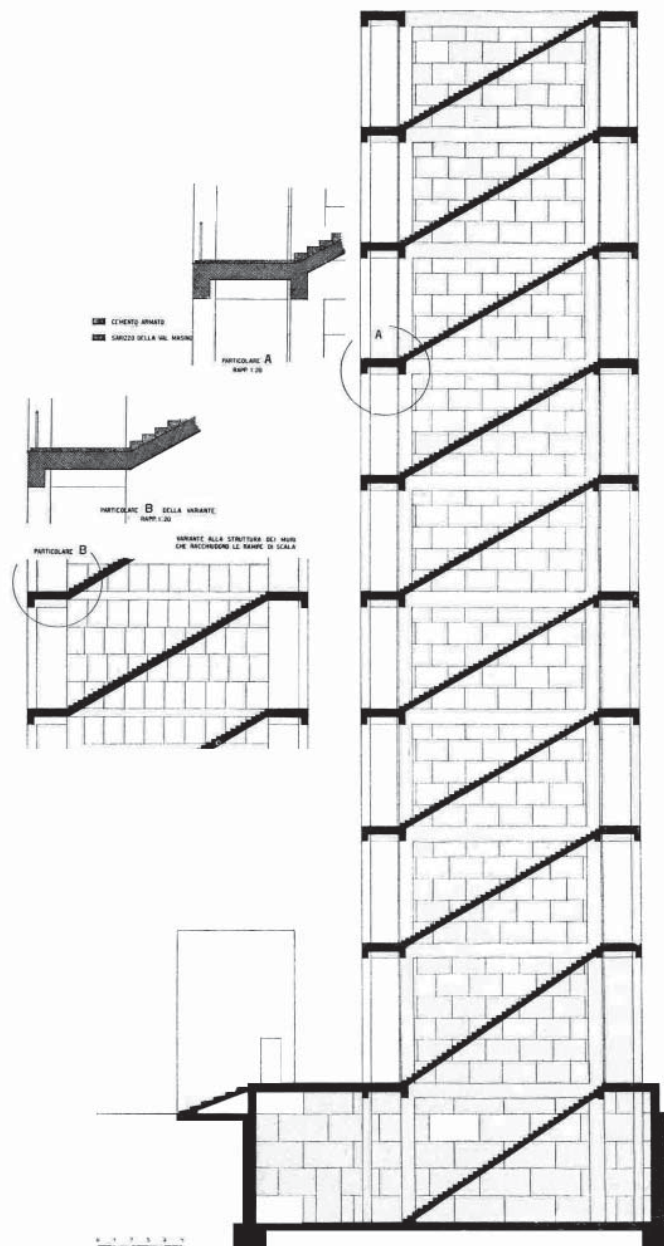 A
CEMENTO ARMATO
SARIZZO DELLA VAL MASINO
PARTICOLARE A
RAPP. 1:20
PARTICOLARE B DELLA VARIANTE
RAPP. 1:20
VARIANTE ALLA STRUTTURA DEI MURI
CHE RACCHIUDONO LE RAMPE DI SCALA
PARTICOLARE B